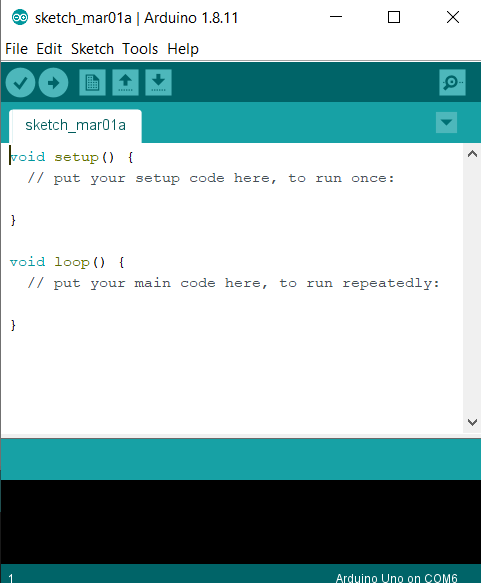 sketch_mar01a | Arduino 1.8.11
File Edit Sketch Tools Help
sketch_mar01a
void setup() {
  // put your setup code here, to run once:
}
void loop() {
  // put your main code here, to run repeatedly:
}
1
Arduino Uno on COM6